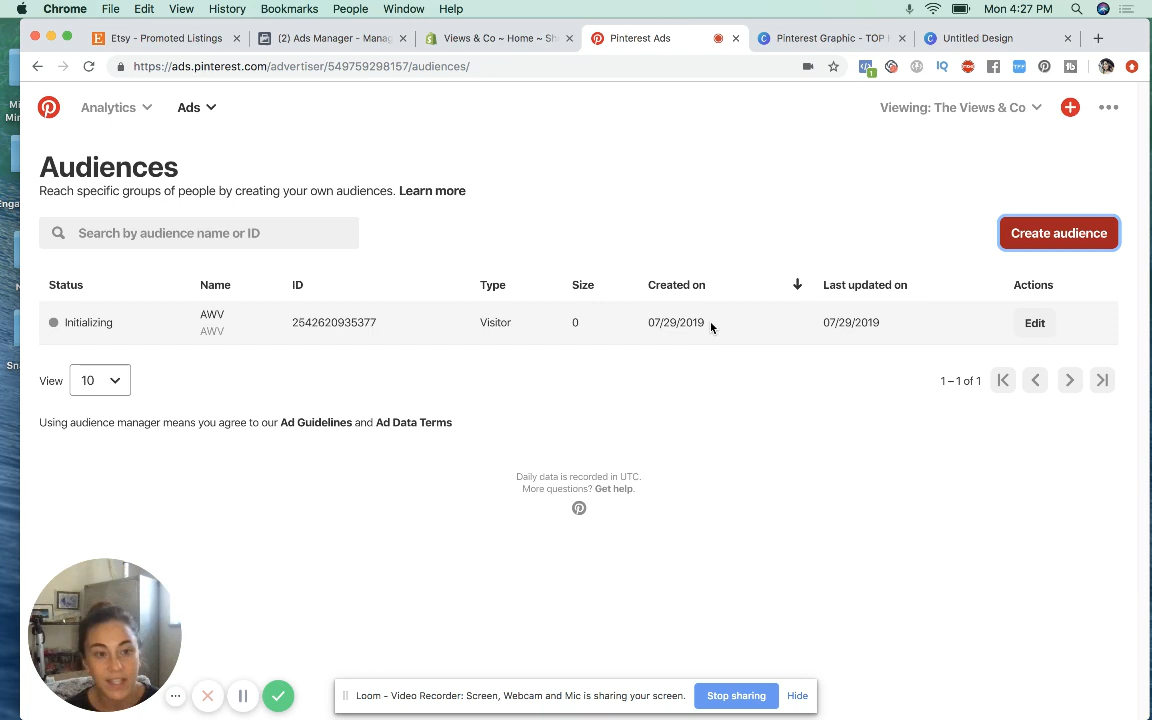 Chrome File Edit View History Bookmarks People Window Help Mon 4:27 PM
Etsy - Promoted Listings
(2) Ads Manager - Manag
Views & Co ~ Home ~ Sh
Pinterest Ads
Pinterest Graphic - TOP
Untitled Design
https://ads.pinterest.com/advertiser/549759298157/audiences/
Analytics Ads Viewing: The Views & Co
Audiences
Reach specific groups of people by creating your own audiences. Learn more
Search by audience name or ID
Create audience
Status Name ID Type Size Created on Last updated on Actions
Initializing AWV 2542620935377 Visitor 0 07/29/2019 07/29/2019 Edit
AWV
View 10 1–1 of 1
Using audience manager means you agree to our Ad Guidelines and Ad Data Terms
Daily data is recorded in UTC.
More questions? Get help.
Loom - Video Recorder: Screen, Webcam and Mic is sharing your screen. Stop sharing Hide